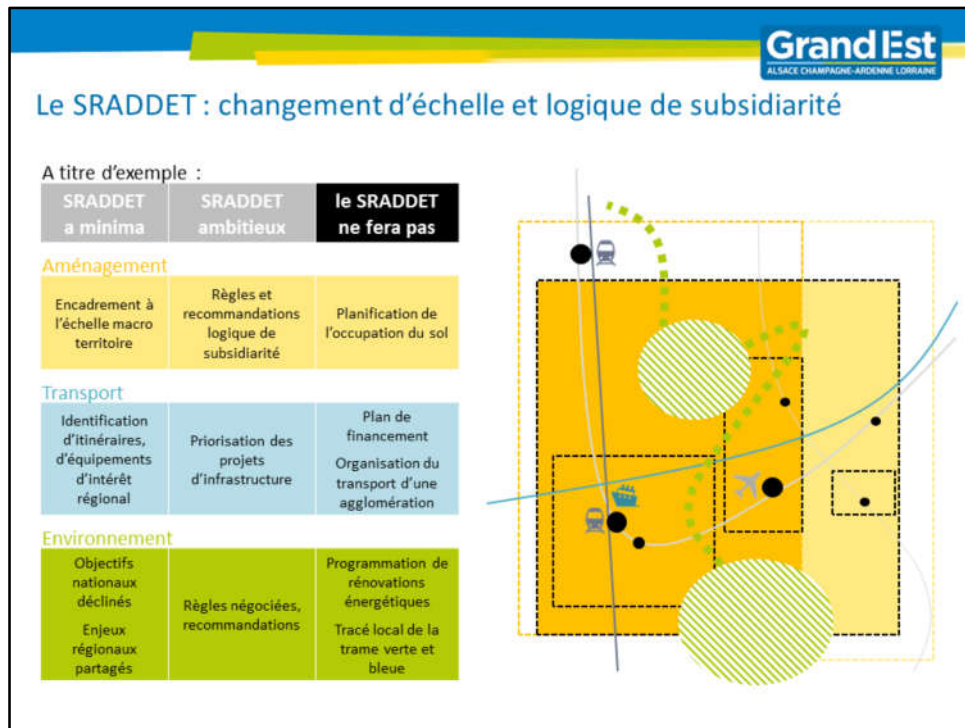 Grand Est
ALSACE CHAMPAGNE-ARDENNE LORRAINE
Le SRADDET : changement d'échelle et logique de subsidiarité
A titre d'exemple :
SRADDET
a minima
SRADDET
ambitieux
le SRADDET
ne fera pas
Aménagement
Encadrement à
l'échelle macro
territoire
Règles et
recommandations
logique de
subsidiarité
Planification de
l'occupation du sol
Transport
Identification
d'itinéraires,
d'équipements
d'intérêt
régional
Priorisation des
projets
d'infrastructure
Plan de
financement
Organisation du
transport d'une
agglomération
Environnement
Objectifs
nationaux
déclinés
Enjeux
régionaux
partagés
Règles négociées,
recommandations
Programmation de
rénovations
énergétiques
Tracé local de la
trame verte et
bleue